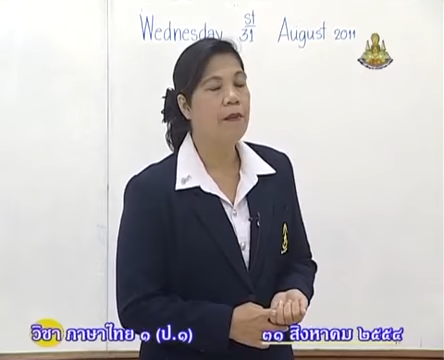 Wednesday 31st August 2011
วิชา ภาษาไทย ๑ (ป.๑) ๓๑ สิงหาคม ๒๕๕๔